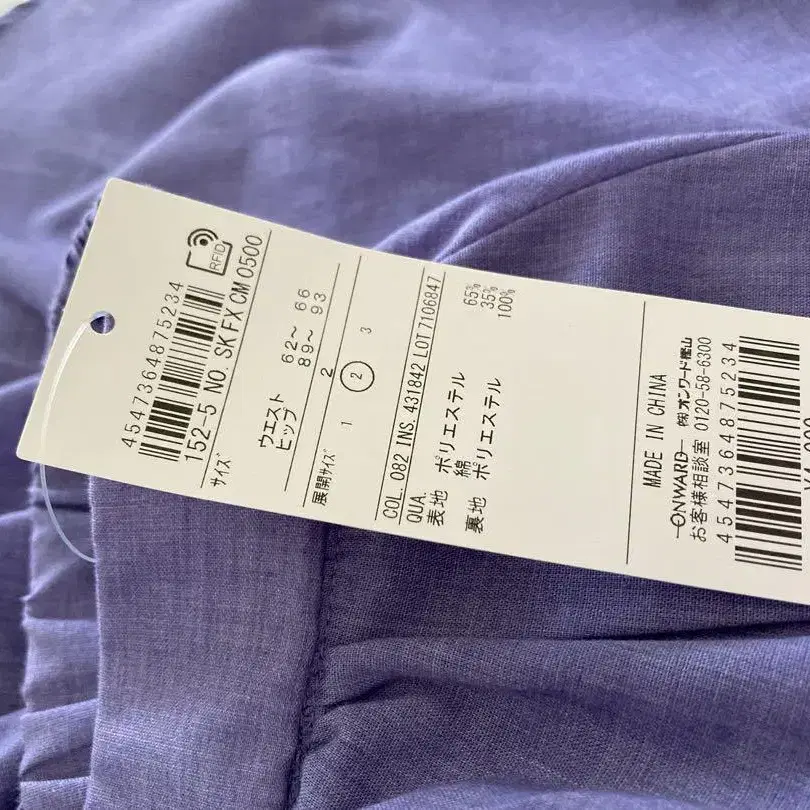 RFID
4547364875234
152-5 NO. SK FX CM 0500
サイズ
ウエスト 62～ 66
ヒップ 89～ 93
2
展開サイズ 1 2 3
COL. 082 INS. 431842 LOT7106847
QUA.
表地 ポリエステル 65%
綿 35%
裏地 ポリエステル 100%
MADE IN CHINA
ONWARD ㈱オンワード樫山
お客様相談室 0120-58-6300
4547364875234